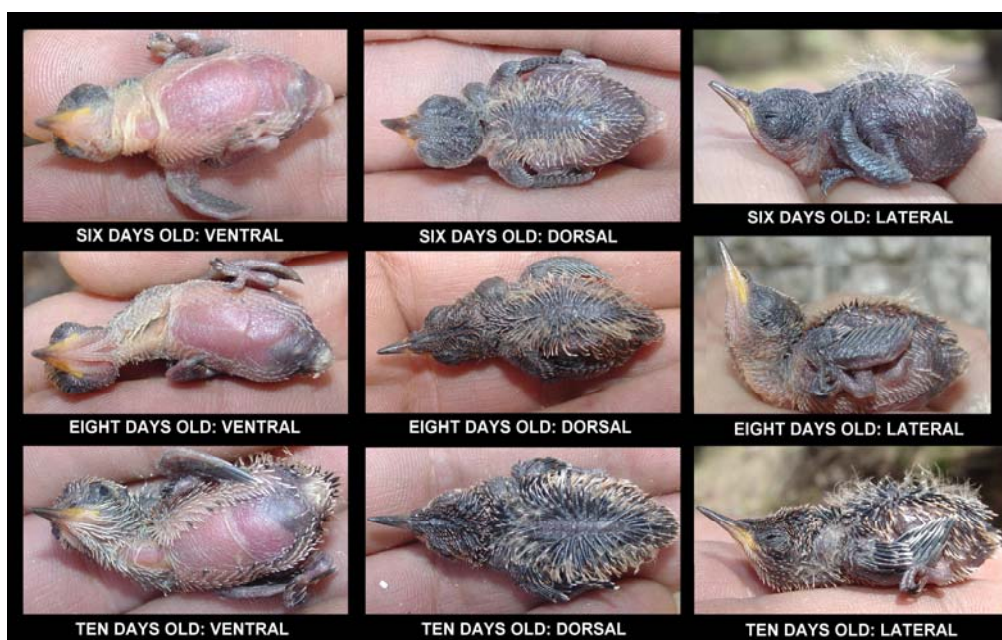 SIX DAYS OLD: VENTRAL
SIX DAYS OLD: DORSAL
SIX DAYS OLD: LATERAL
EIGHT DAYS OLD: VENTRAL
EIGHT DAYS OLD: DORSAL
EIGHT DAYS OLD: LATERAL
TEN DAYS OLD: VENTRAL
TEN DAYS OLD: DORSAL
TEN DAYS OLD: LATERAL